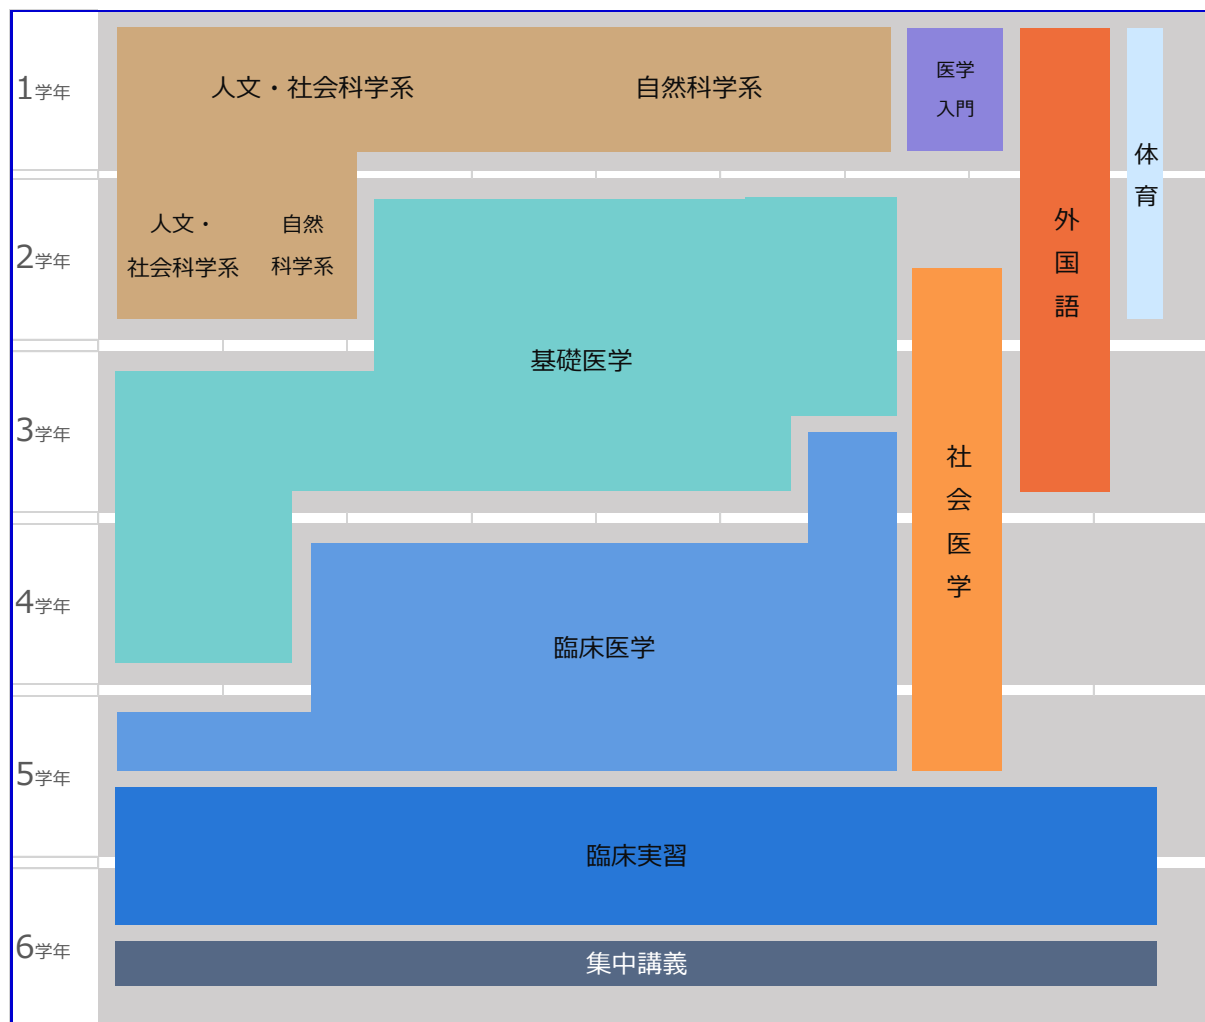 1学年
人文・社会科学系
自然科学系
医学
入門
外国語
体育
2学年
人文・
社会科学系
自然
科学系
基礎医学
社会医学
3学年
4学年
臨床医学
5学年
臨床実習
6学年
集中講義